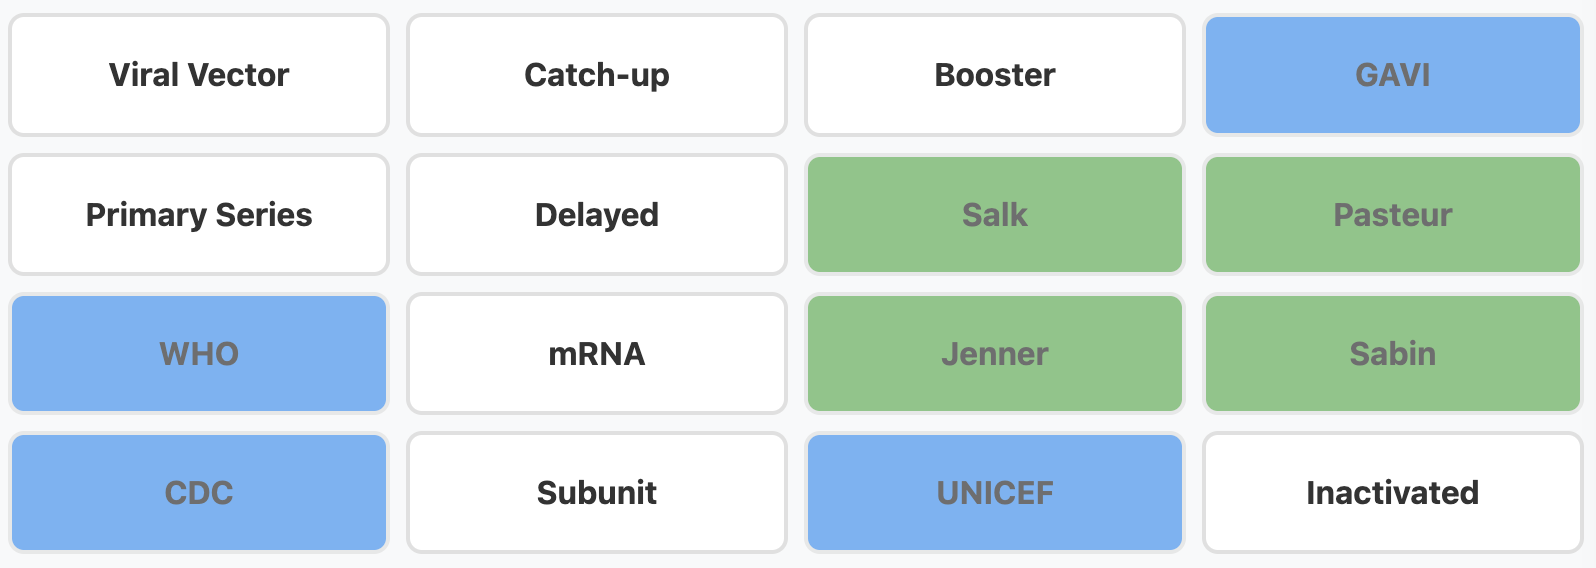 Viral Vector
Catch-up
Booster
GAVI
Primary Series
Delayed
Salk
Pasteur
WHO
mRNA
Jenner
Sabin
CDC
Subunit
UNICEF
Inactivated